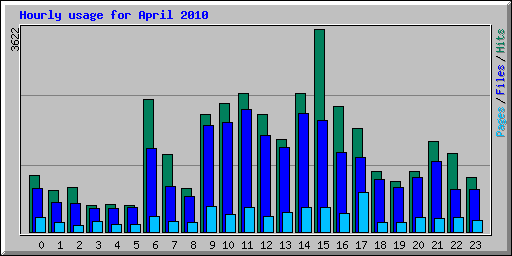 Hourly usage for April 2010
3622
Pages/Files/Hits
0 1 2 3 4 5 6 7 8 9 10 11 12 13 14 15 16 17 18 19 20 21 22 23